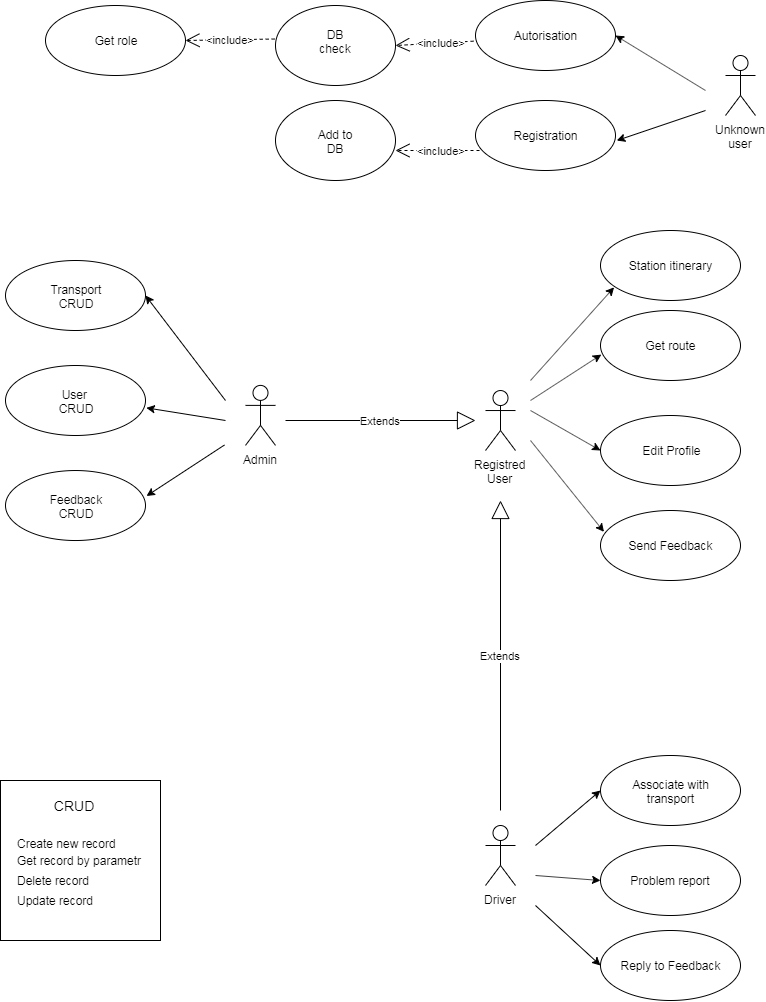 Get role
<include>
DB
check
<include>
Autorisation
Unknown
user
Add to
DB
<include>
Registration
Station itinerary
Transport
CRUD
Get route
User
CRUD
Extends
Admin
Registred
User
Edit Profile
Feedback
CRUD
Send Feedback
Extends
Associate with
transport
CRUD
Create new record
Get record by parametr
Delete record
Update record
Driver
Problem report
Reply to Feedback